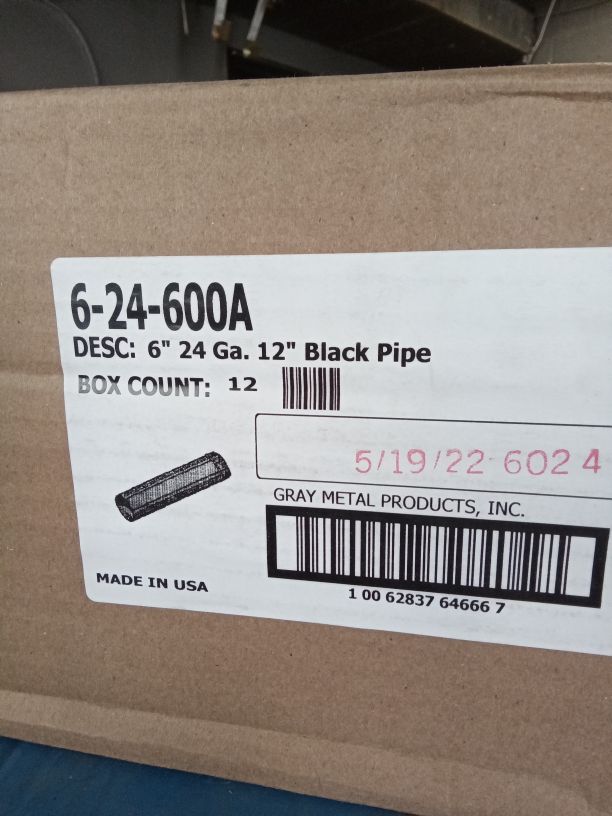 6-24-600A
DESC: 6" 24 Ga. 12" Black Pipe
BOX COUNT: 12
5/19/22 602 4
GRAY METAL PRODUCTS, INC.
MADE IN USA
1 00 62837 64666 7